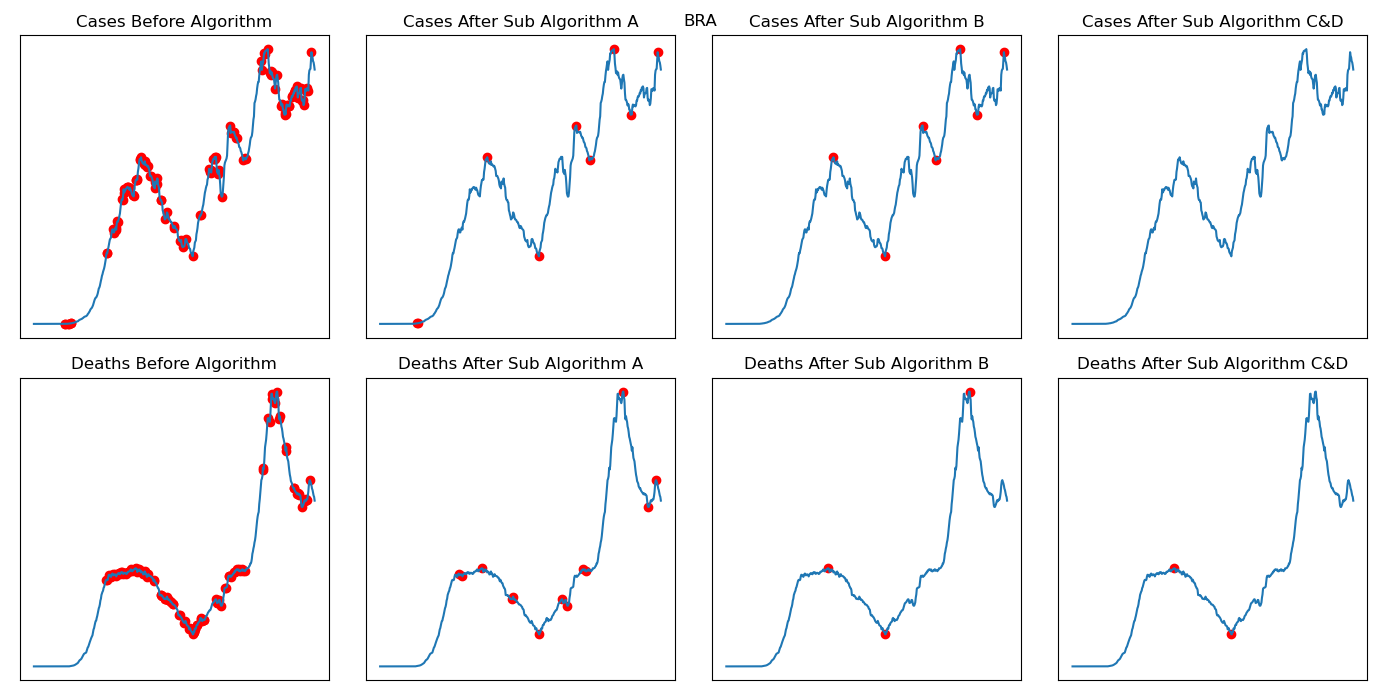 BRA
Cases Before Algorithm
Cases After Sub Algorithm A
Cases After Sub Algorithm B
Cases After Sub Algorithm C&D
Deaths Before Algorithm
Deaths After Sub Algorithm A
Deaths After Sub Algorithm B
Deaths After Sub Algorithm C&D